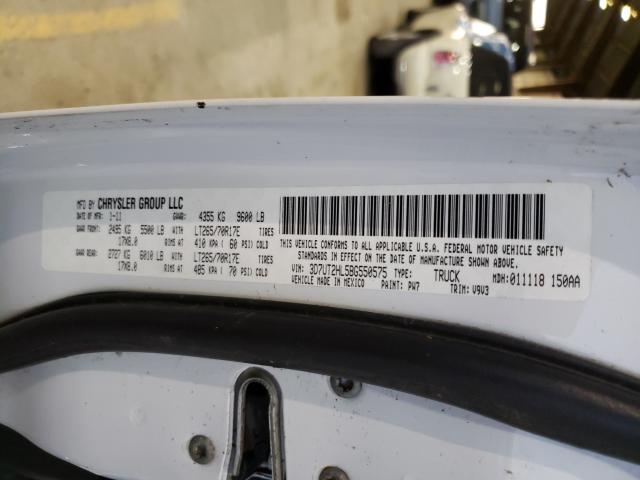 MFD BY CHRYSLER GROUP LLC
DATE OF MFR: 1-11 GVWR: 4355 KG 9600 LB
GAWR FRONT: 2495 KG 5500 LB WITH LT265/70R17E TIRES
17X8.0 RIMS AT 410 KPA ( 60 PSI) COLD
GAWR REAR: 2727 KG 6010 LB WITH LT265/70R17E TIRES
17X8.0 RIMS AT 485 KPA ( 70 PSI) COLD
THIS VEHICLE CONFORMS TO ALL APPLICABLE U.S.A. FEDERAL MOTOR VEHICLE SAFETY
STANDARDS IN EFFECT ON THE DATE OF MANUFACTURE SHOWN ABOVE.
VIN: 3D7UT2HL5BG550575 TYPE: TRUCK MDH: 011118 150AA
VEHICLE MADE IN MEXICO PAINT: PW7 TRIM: V9V3